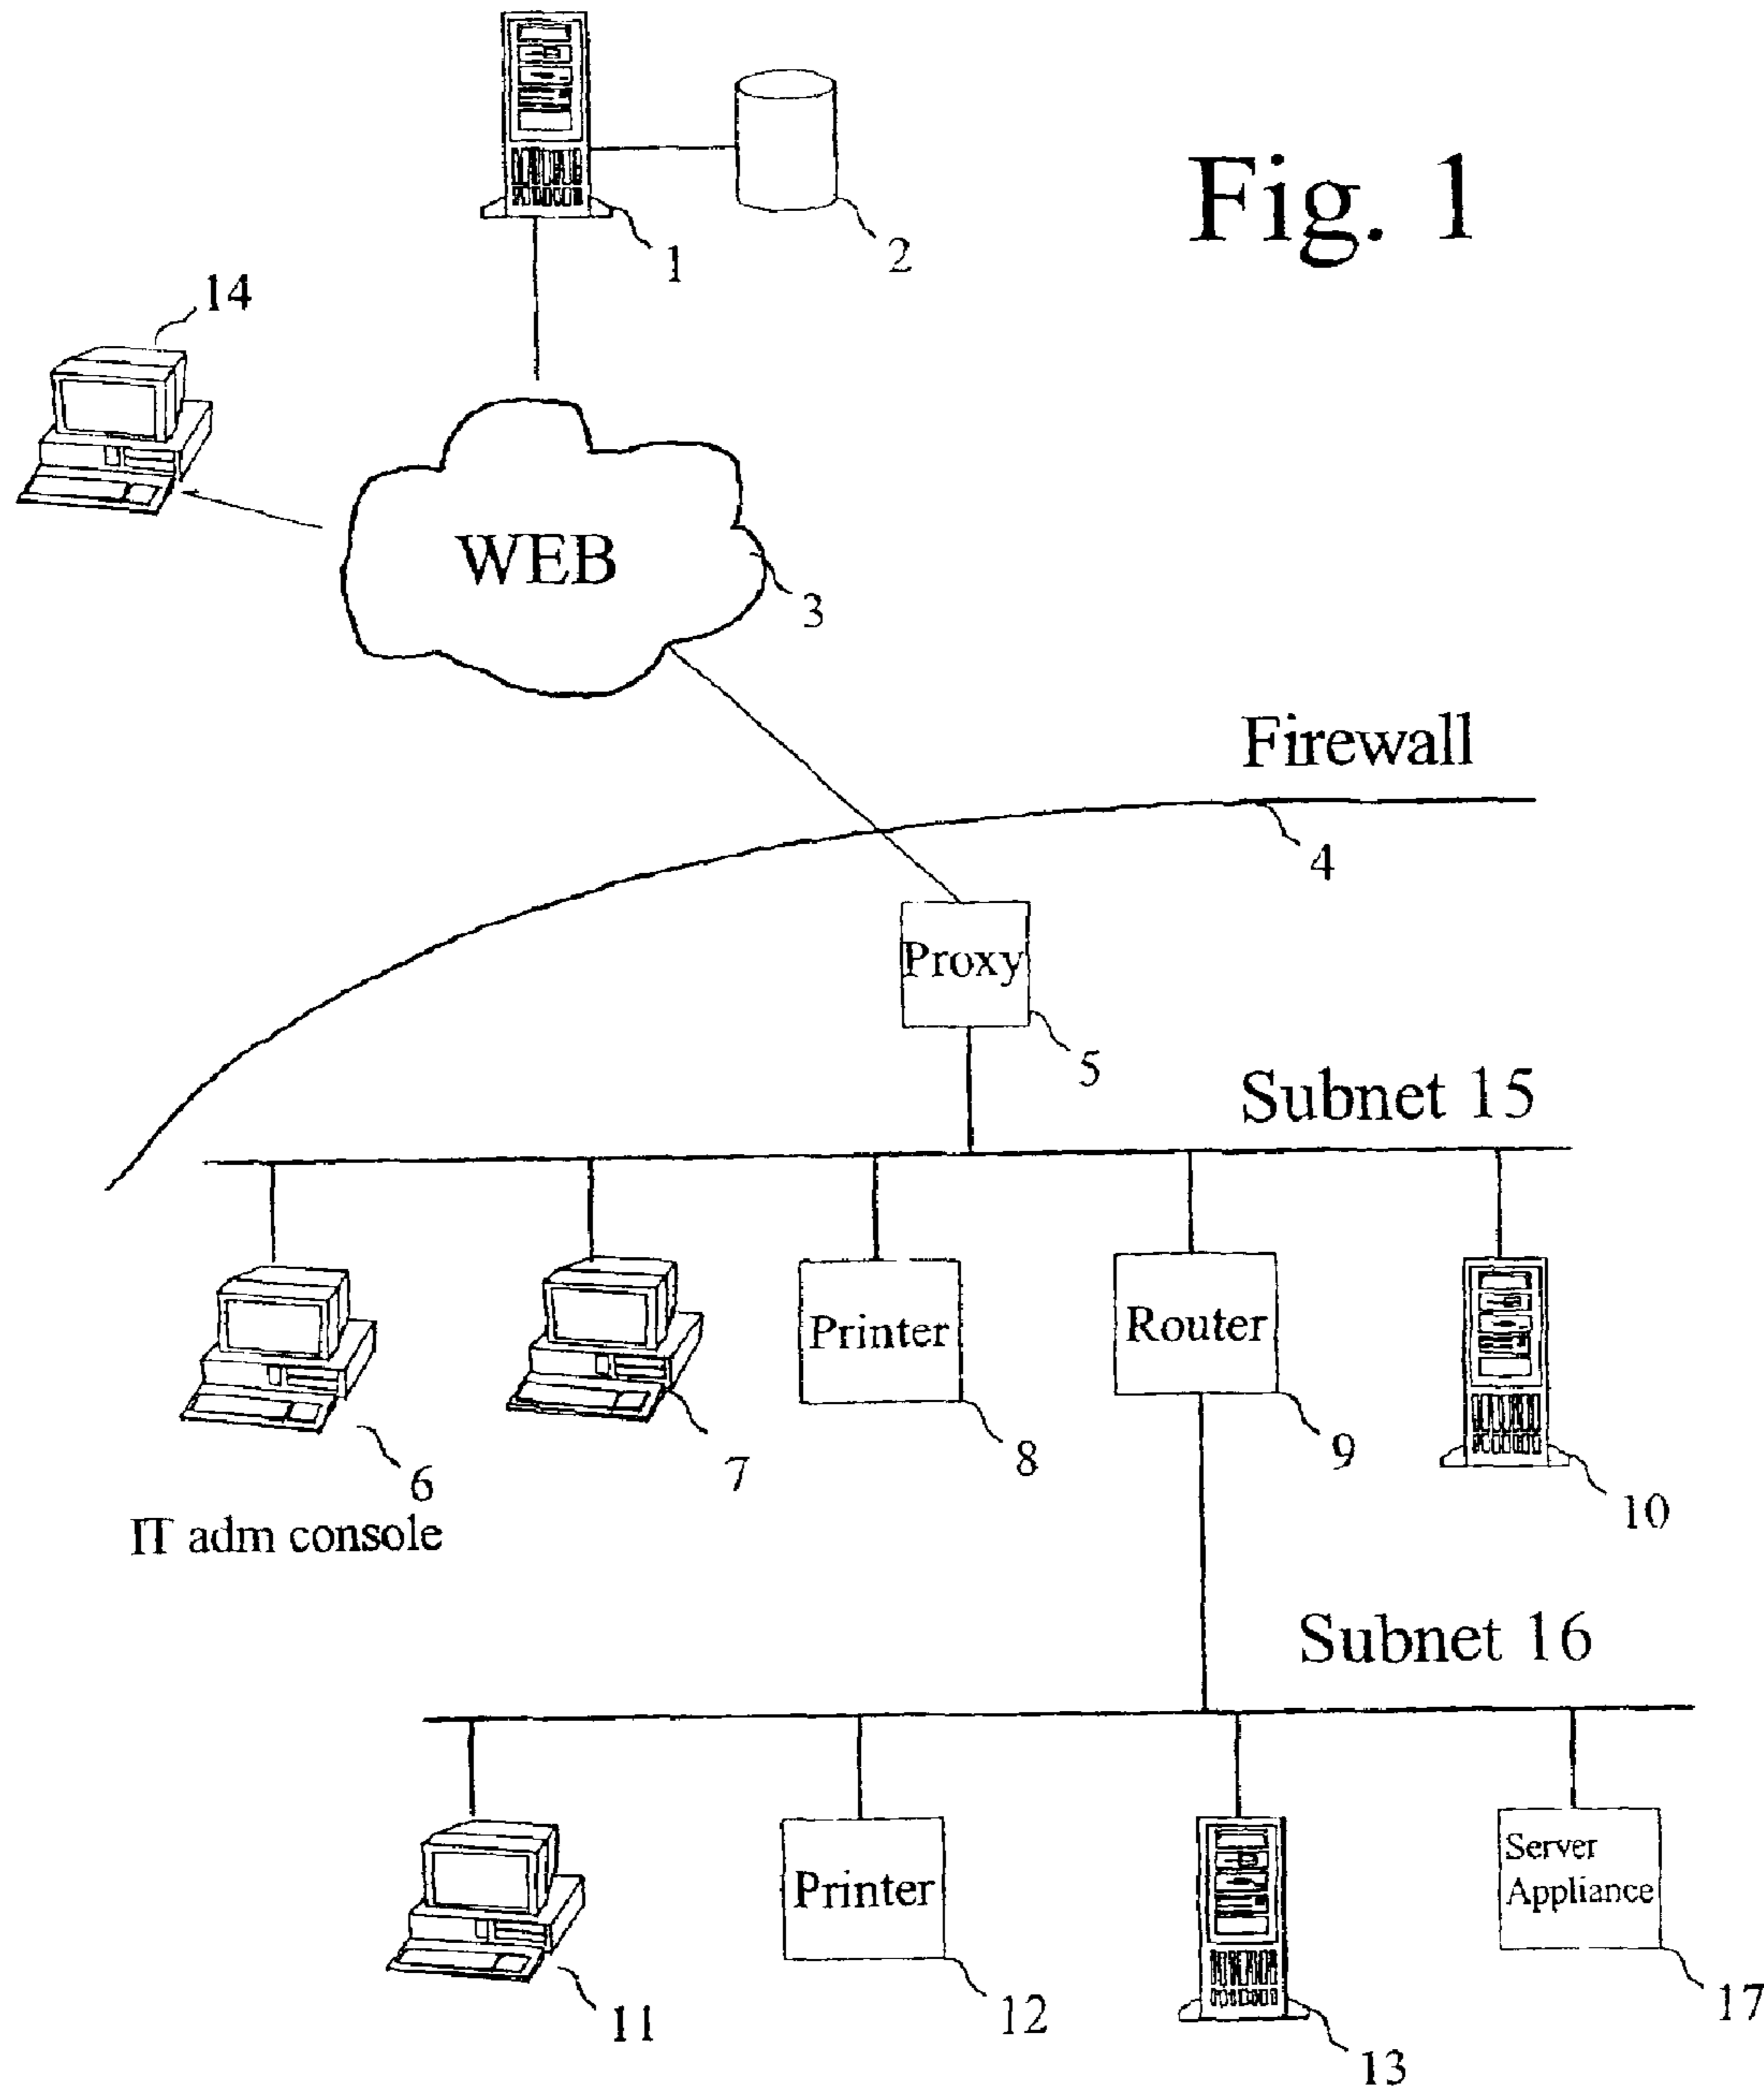 Fig. 1
1
2
14
WEB
3
Firewall
4
Proxy
5
Subnet 15
Printer
Router
6
7
8
9
10
IT adm console
Subnet 16
Printer
Server
Appliance
11
12
13
17